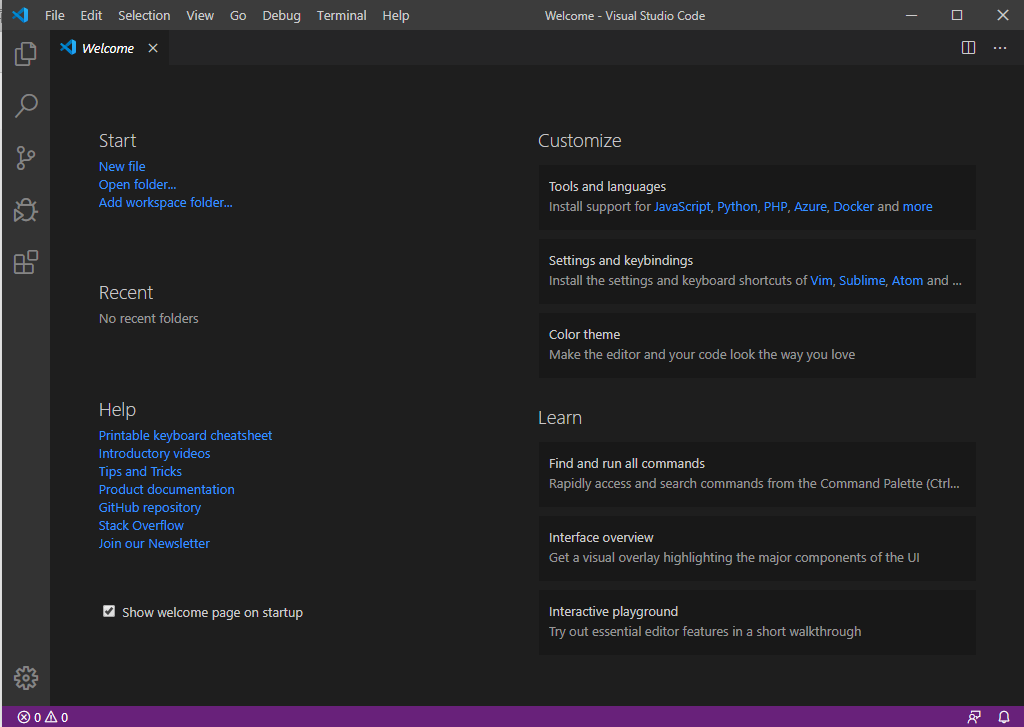 File Edit Selection View Go Debug Terminal Help Welcome - Visual Studio Code
Welcome
Start
New file
Open folder...
Add workspace folder...
Recent
No recent folders
Help
Printable keyboard cheatsheet
Introductory videos
Tips and Tricks
Product documentation
GitHub repository
Stack Overflow
Join our Newsletter
Show welcome page on startup
Customize
Tools and languages
Install support for JavaScript, Python, PHP, Azure, Docker and more
Settings and keybindings
Install the settings and keyboard shortcuts of Vim, Sublime, Atom and ...
Color theme
Make the editor and your code look the way you love
Learn
Find and run all commands
Rapidly access and search commands from the Command Palette (Ctrl...
Interface overview
Get a visual overlay highlighting the major components of the UI
Interactive playground
Try out essential editor features in a short walkthrough
0 0